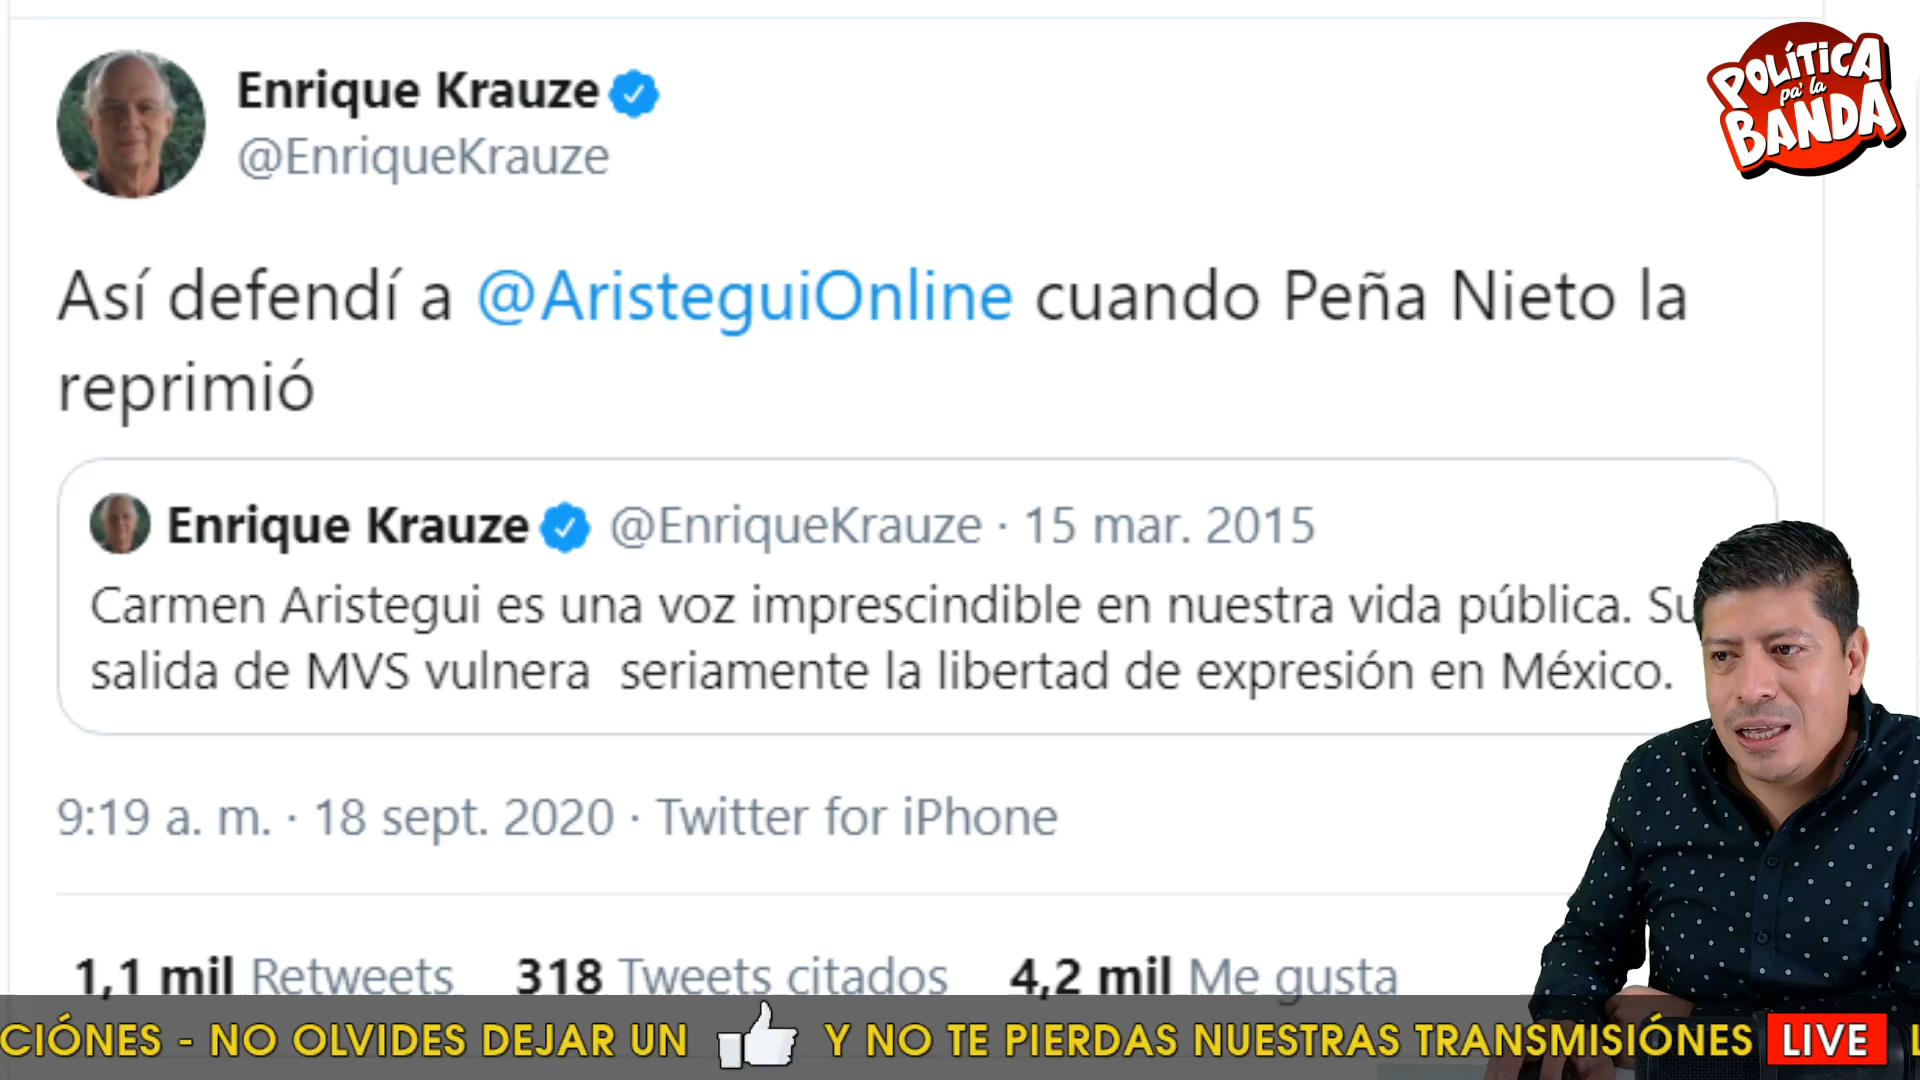 Enrique Krauze
@EnriqueKrauze
POLÍTICA
pa' la
BANDA
Así defendí a @AristeguiOnline cuando Peña Nieto la
reprimió
Enrique Krauze @EnriqueKrauze · 15 mar. 2015
Carmen Aristegui es una voz imprescindible en nuestra vida pública. Su
salida de MVS vulnera seriamente la libertad de expresión en México.
9:19 a. m. · 18 sept. 2020 · Twitter for iPhone
1,1 mil Retweets 318 Tweets citados 4,2 mil Me gusta
CIÓNES - NO OLVIDES DEJAR UN Y NO TE PIERDAS NUESTRAS TRANSMISIÓNES LIVE L